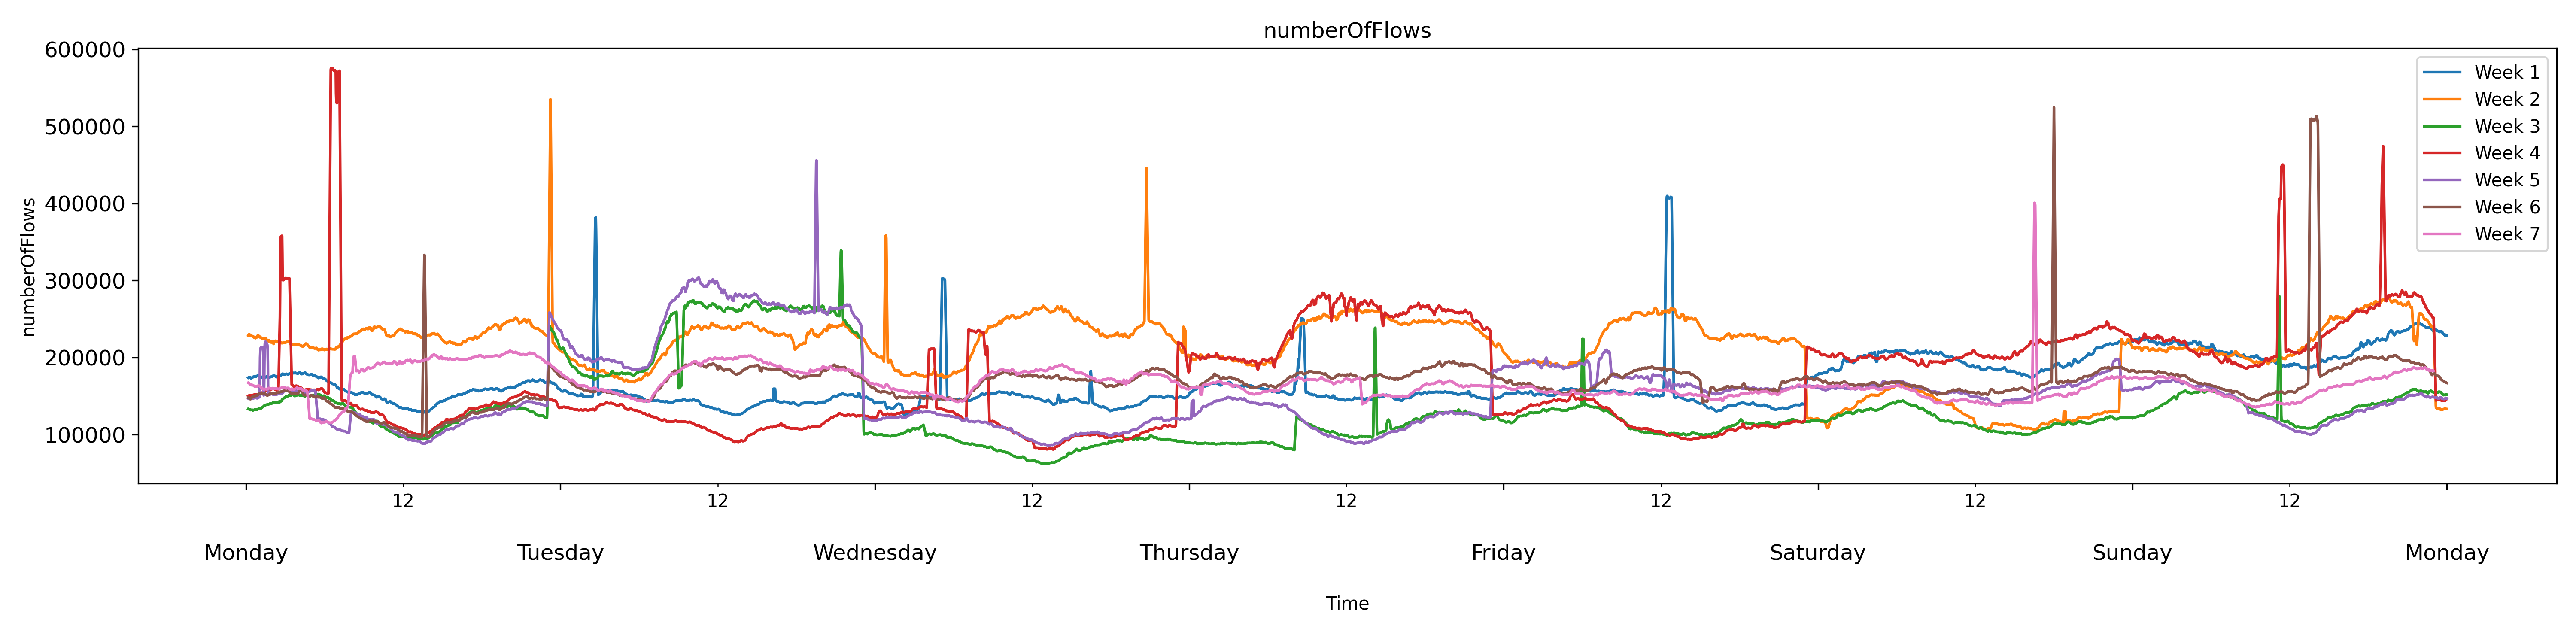 numberOfFlows
600000
500000
400000
300000
200000
100000
numberOfFlows
Week 1
Week 2
Week 3
Week 4
Week 5
Week 6
Week 7
12 12 12 12 12 12 12
Monday Tuesday Wednesday Thursday Friday Saturday Sunday Monday
Time